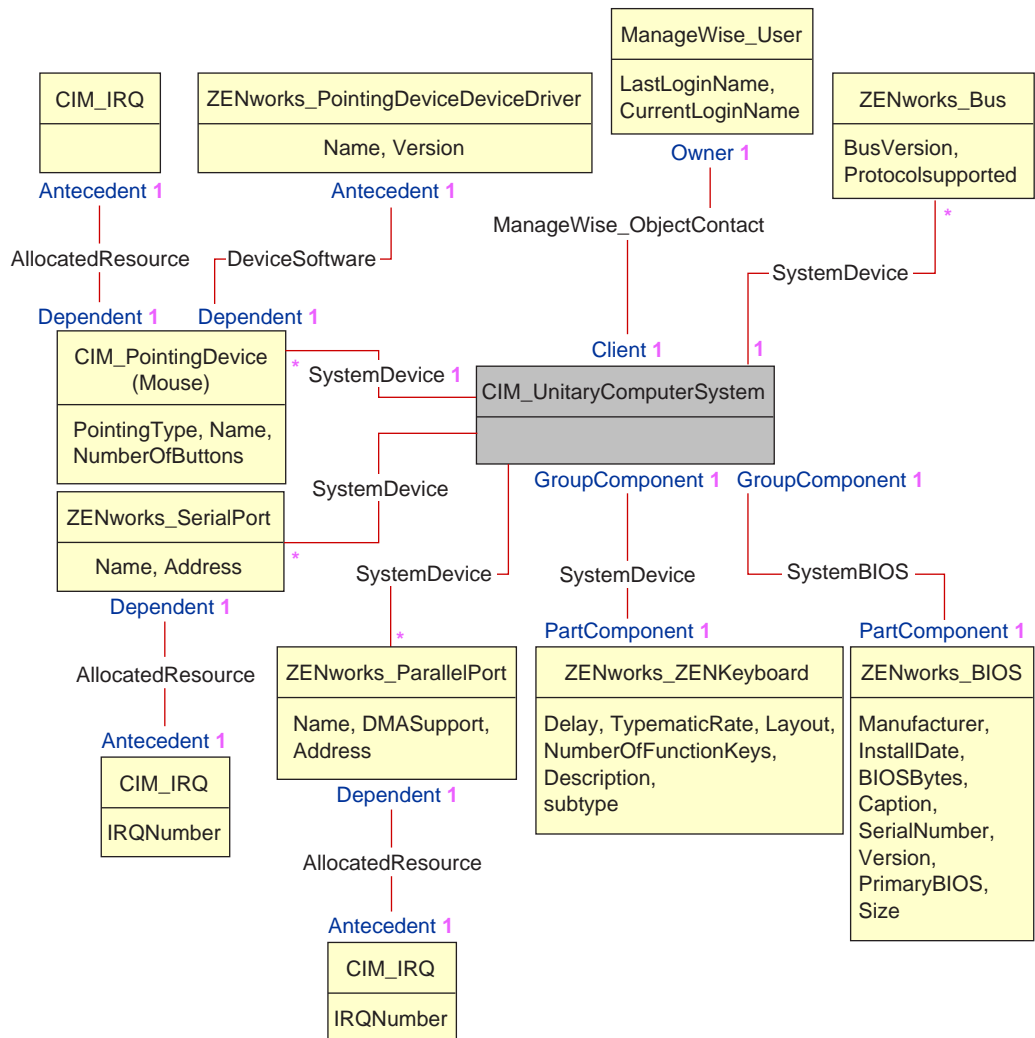 ManageWise_User
LastLoginName,
CurrentLoginName
Owner 1
CIM_IRQ
Antecedent 1
ZENworks_PointingDeviceDeviceDriver
Name, Version
Antecedent 1
ZENworks_Bus
BusVersion,
Protocolsupported
*
ManageWise_ObjectContact
AllocatedResource
DeviceSoftware
SystemDevice
Dependent 1
Dependent 1
Client 1
1
CIM_PointingDevice
(Mouse)
PointingType, Name,
NumberOfButtons
*
SystemDevice 1
CIM_UnitaryComputerSystem
SystemDevice
GroupComponent 1
GroupComponent 1
ZENworks_SerialPort
Name, Address
*
Dependent 1
SystemDevice
SystemDevice
SystemBIOS
*
PartComponent 1
PartComponent 1
AllocatedResource
Antecedent 1
CIM_IRQ
IRQNumber
ZENworks_ParallelPort
Name, DMASupport,
Address
Dependent 1
ZENworks_ZENKeyboard
Delay, TypematicRate, Layout,
NumberOfFunctionKeys,
Description,
subtype
ZENworks_BIOS
Manufacturer,
InstallDate,
BIOSBytes,
Caption,
SerialNumber,
Version,
PrimaryBIOS,
Size
AllocatedResource
Antecedent 1
CIM_IRQ
IRQNumber